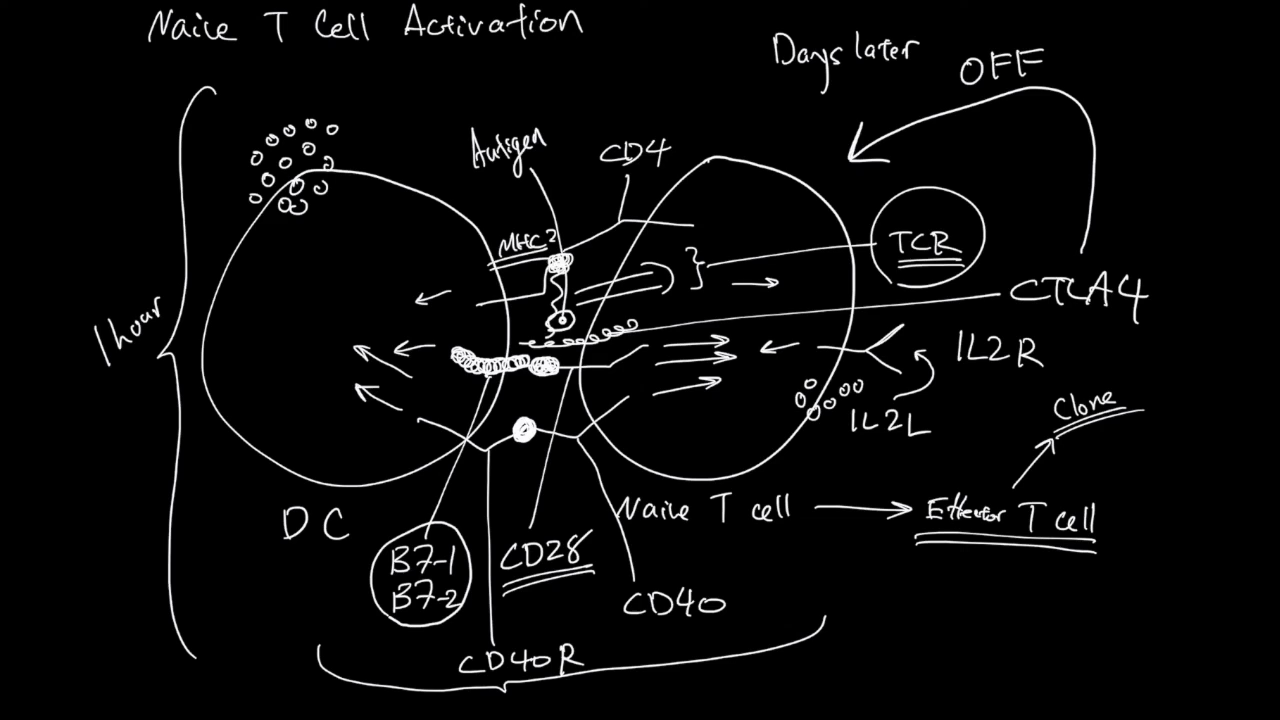 Naive T Cell Activation
Days later
OFF
Antigen
CD4
MHC2
TCR
CTLA4
1 hour
IL2R
IL2L
Clone
DC
Naive T cell
Effector T cell
B7-1
B7-2
CD28
CD40
CD40R